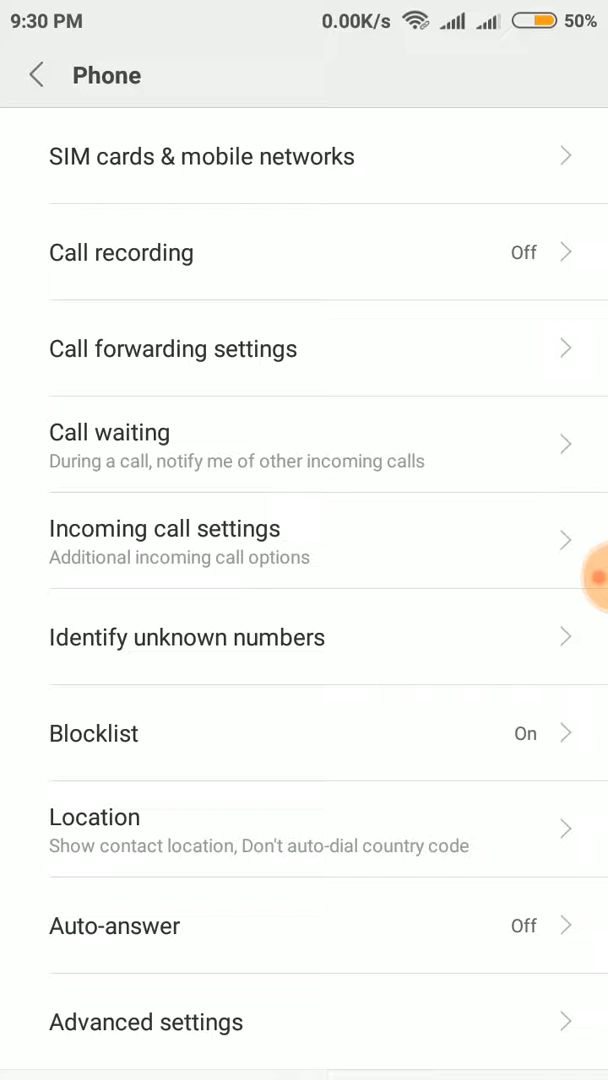 9:30 PM 0.00K/s 50%
Phone
SIM cards & mobile networks
Call recording Off
Call forwarding settings
Call waiting
During a call, notify me of other incoming calls
Incoming call settings
Additional incoming call options
Identify unknown numbers
Blocklist On
Location
Show contact location, Don't auto-dial country code
Auto-answer Off
Advanced settings